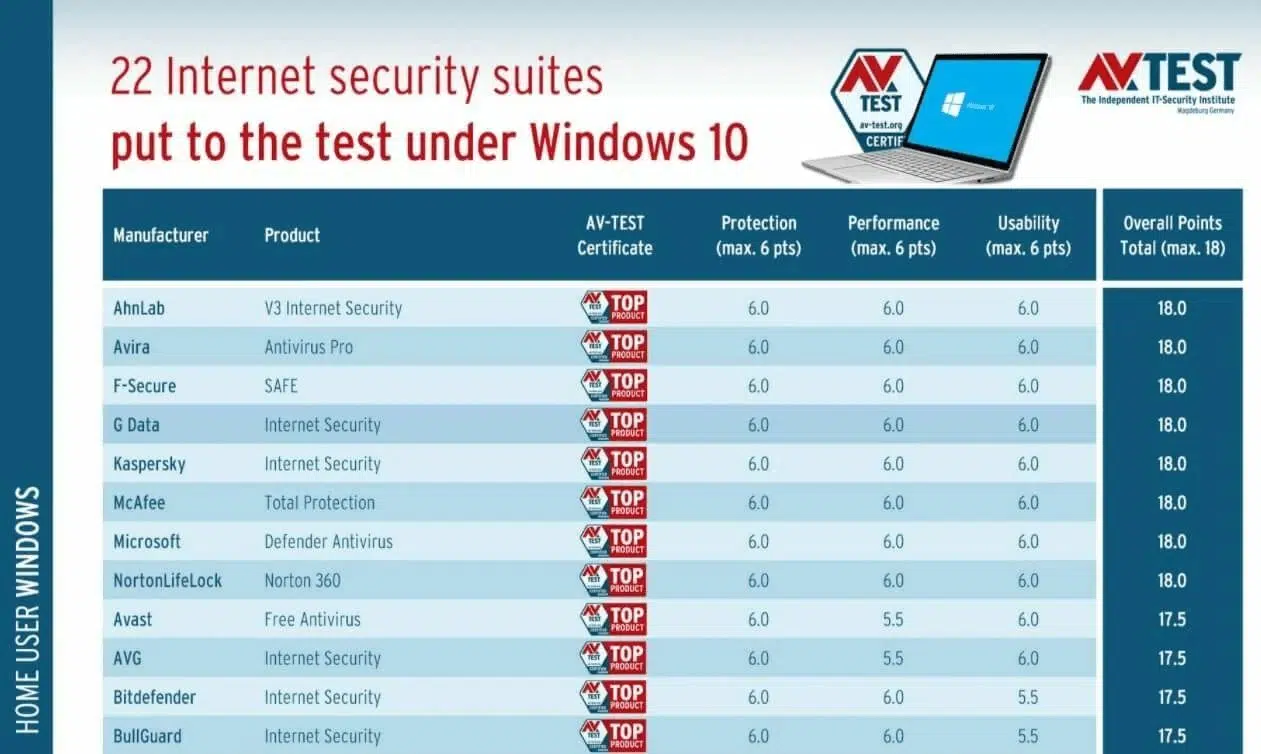 22 Internet security suites
put to the test under Windows 10
AV TEST
av-test.org
CERTIF
Windows 10
AV TEST
The Independent IT-Security Institute
Magdeburg Germany
HOME USER WINDOWS
Manufacturer Product AV-TEST Certificate Protection (max. 6 pts) Performance (max. 6 pts) Usability (max. 6 pts) Overall Points Total (max. 18)
AhnLab V3 Internet Security AV TEST TOP PRODUCT 6.0 6.0 6.0 18.0
Avira Antivirus Pro AV TEST TOP PRODUCT 6.0 6.0 6.0 18.0
F-Secure SAFE AV TEST TOP PRODUCT 6.0 6.0 6.0 18.0
G Data Internet Security AV TEST TOP PRODUCT 6.0 6.0 6.0 18.0
Kaspersky Internet Security AV TEST TOP PRODUCT 6.0 6.0 6.0 18.0
McAfee Total Protection AV TEST TOP PRODUCT 6.0 6.0 6.0 18.0
Microsoft Defender Antivirus AV TEST TOP PRODUCT 6.0 6.0 6.0 18.0
NortonLifeLock Norton 360 AV TEST TOP PRODUCT 6.0 6.0 6.0 18.0
Avast Free Antivirus AV TEST TOP PRODUCT 6.0 5.5 6.0 17.5
AVG Internet Security AV TEST TOP PRODUCT 6.0 5.5 6.0 17.5
Bitdefender Internet Security AV TEST TOP PRODUCT 6.0 6.0 5.5 17.5
BullGuard Internet Security AV TEST TOP PRODUCT 6.0 6.0 5.5 17.5